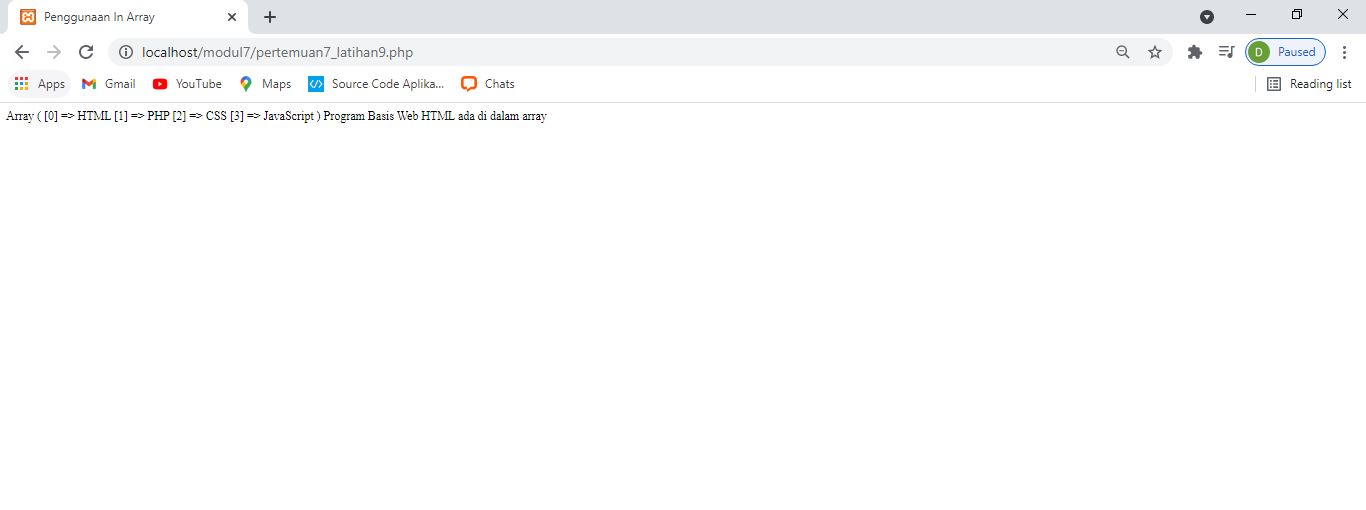 Penggunaan In Array
localhost/modul7/pertemuan7_latihan9.php
D Paused
Apps Gmail YouTube Maps Source Code Aplika... Chats Reading list
Array ( [0] => HTML [1] => PHP [2] => CSS [3] => JavaScript ) Program Basis Web HTML ada di dalam array